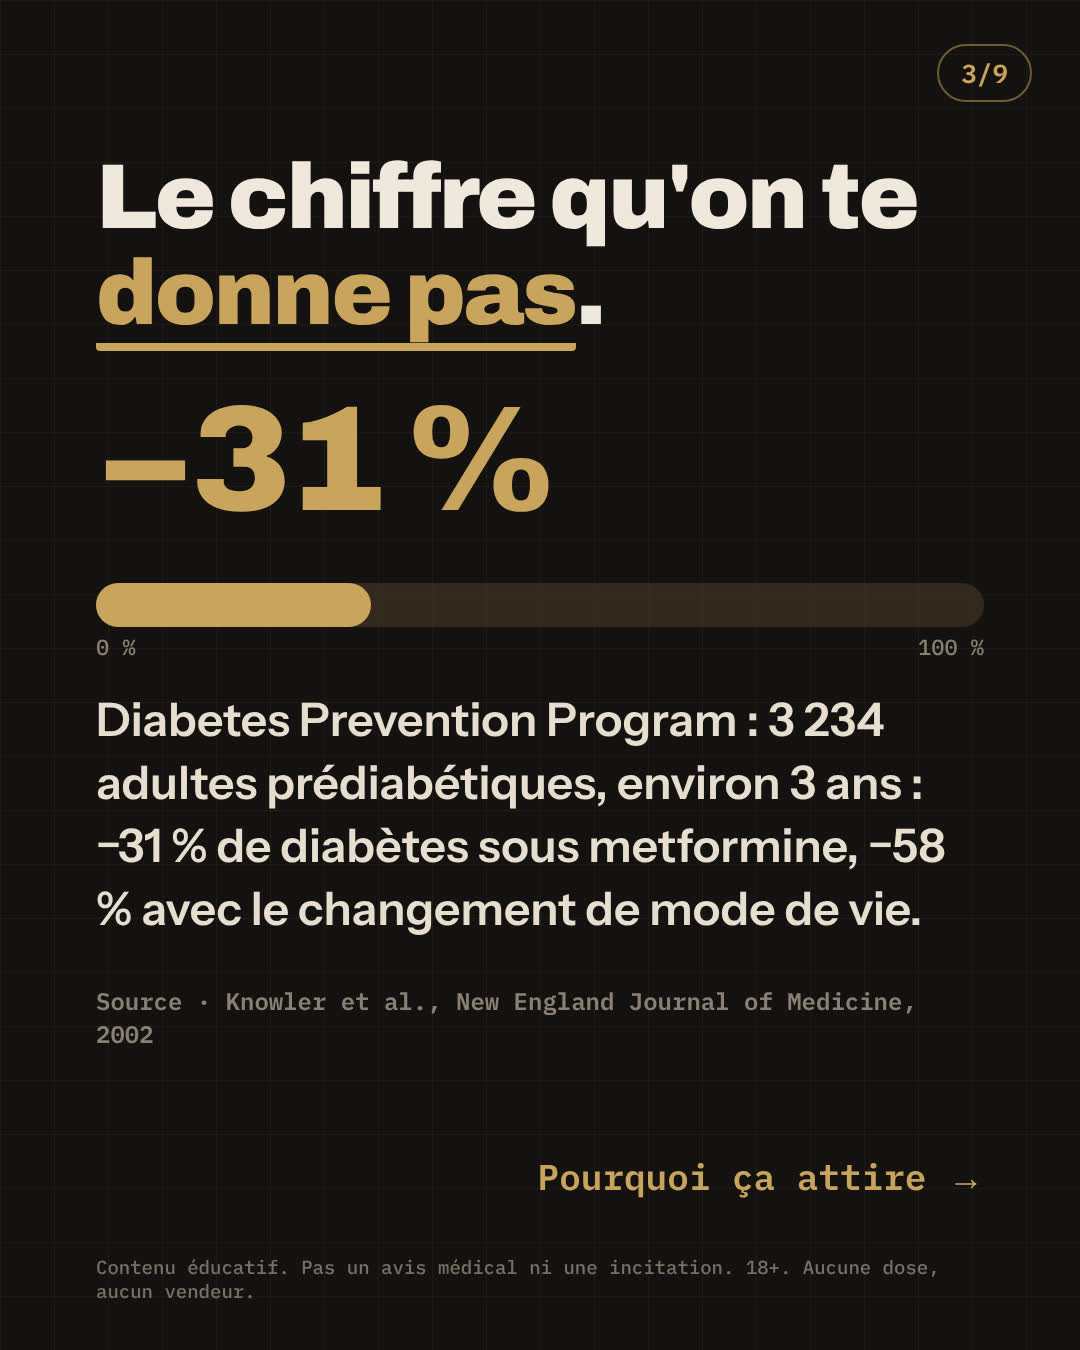 3/9
Le chiffre qu'on te
donne pas.
−31 %
0 %
100 %
Diabetes Prevention Program : 3 234
adultes prédiabétiques, environ 3 ans :
−31 % de diabètes sous metformine, −58
% avec le changement de mode de vie.
Source · Knowler et al., New England Journal of Medicine,
2002
Pourquoi ça attire →
Contenu éducatif. Pas un avis médical ni une incitation. 18+. Aucune dose,
aucun vendeur.